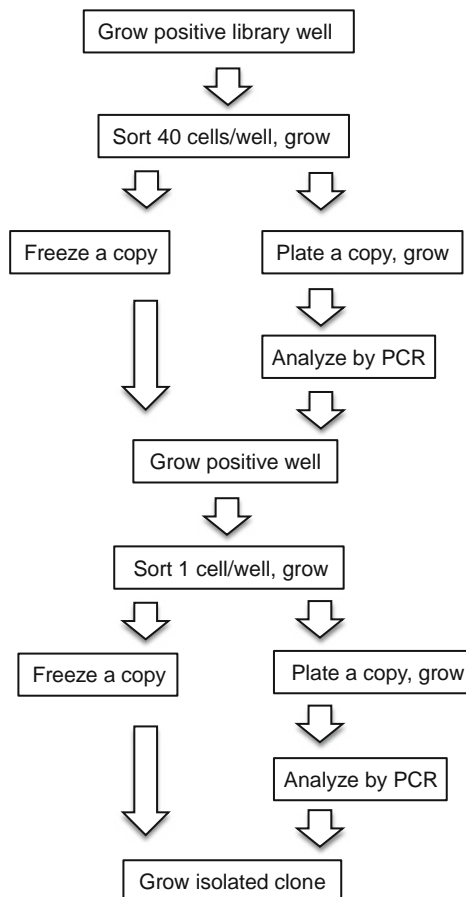 Grow positive library well
Sort 40 cells/well, grow
Freeze a copy
Plate a copy, grow
Analyze by PCR
Grow positive well
Sort 1 cell/well, grow
Freeze a copy
Plate a copy, grow
Analyze by PCR
Grow isolated clone